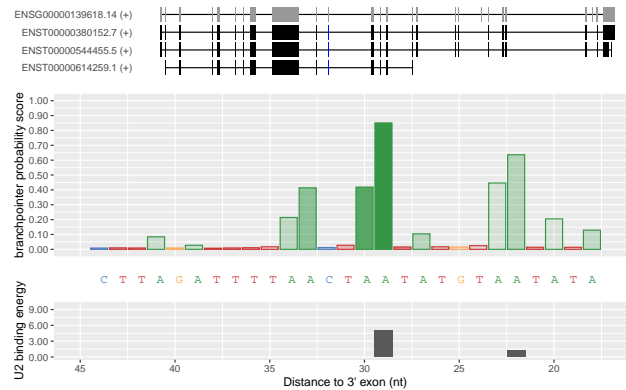 ENSG00000139618.14 (+)
ENST00000380152.7 (+)
ENST00000544455.5 (+)
ENST00000614259.1 (+)
branchpointer probability score
1.00
0.90
0.80
0.70
0.60
0.50
0.40
0.30
0.20
0.10
0.00
C T T A G A T T T T A A C T A A T A T G T A A T A T A
U2 binding energy
9.00
6.00
3.00
0.00
45 40 35 30 25 20
Distance to 3' exon (nt)